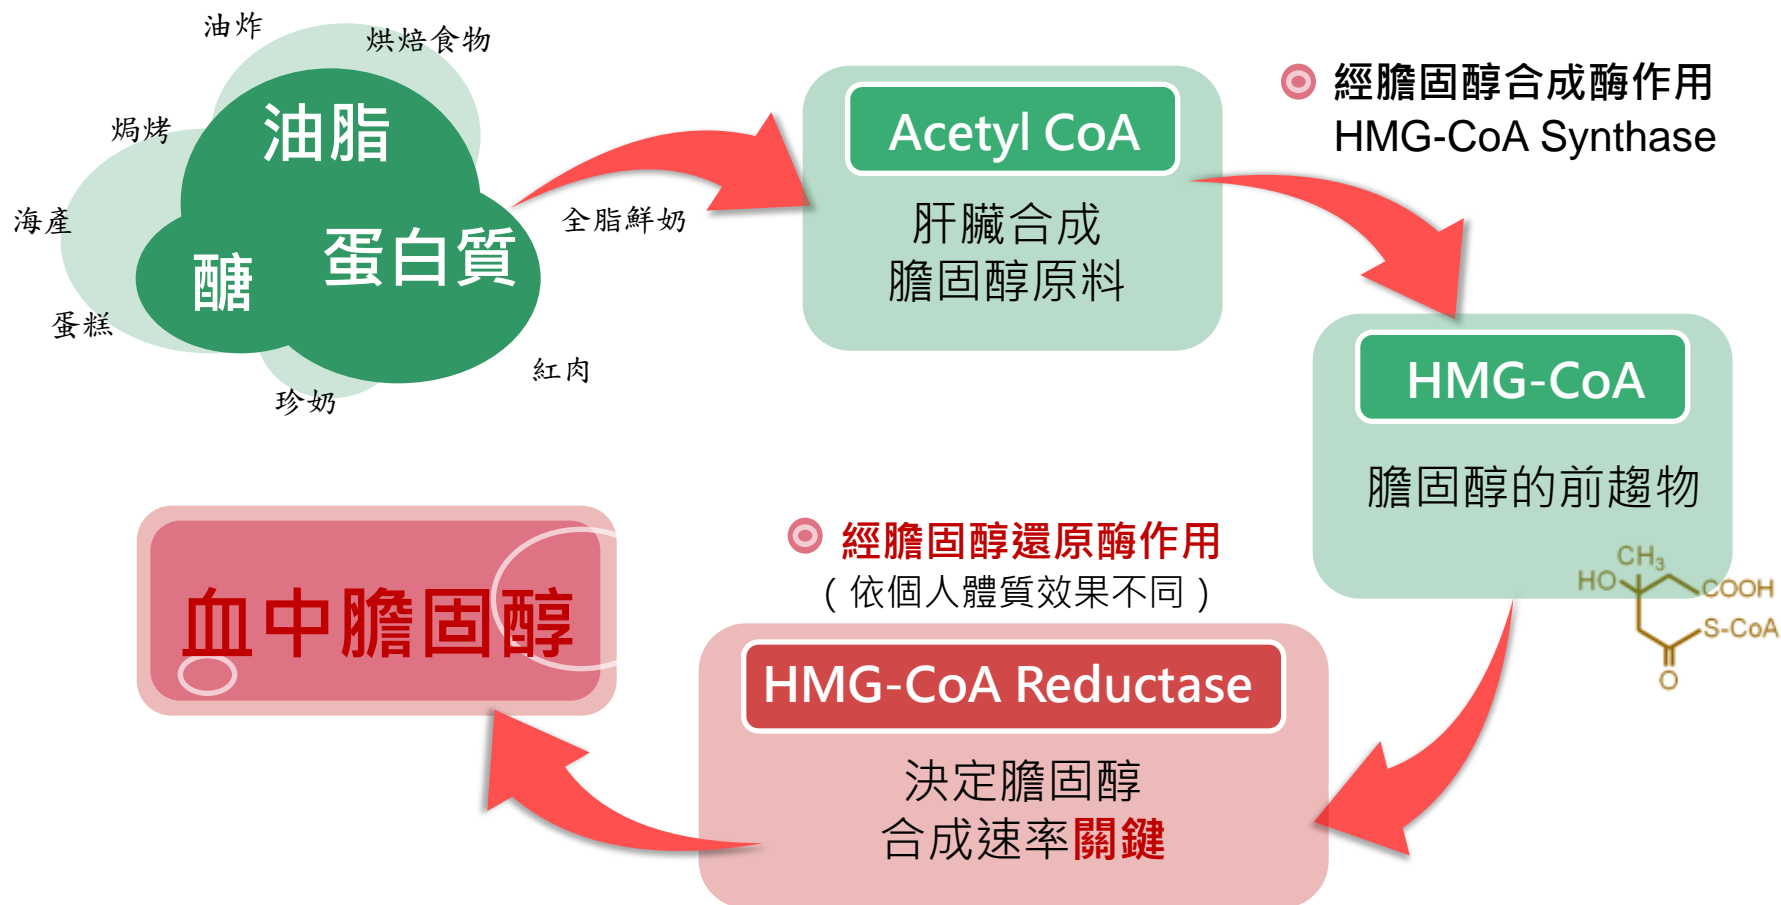 油炸
烘焙食物
焗烤
油脂
海產
醣
蛋白質
全脂鮮奶
蛋糕
珍奶
紅肉
Acetyl CoA
肝臟合成
膽固醇原料
經膽固醇合成酶作用
HMG-CoA Synthase
HMG-CoA
膽固醇的前趨物
CH3
HO
COOH
S-CoA
O
經膽固醇還原酶作用
（依個人體質效果不同）
HMG-CoA Reductase
決定膽固醇
合成速率關鍵
血中膽固醇